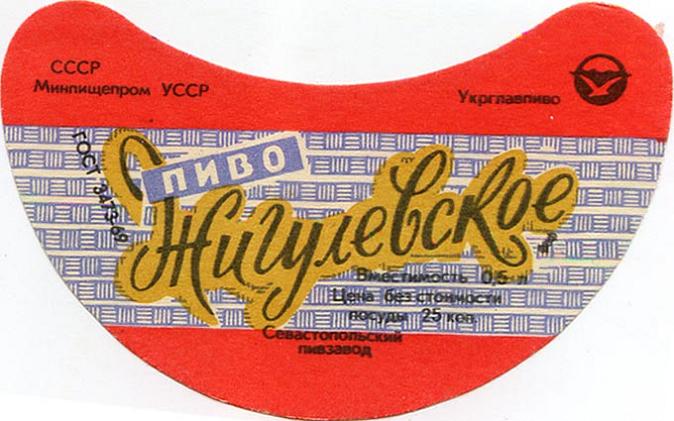 СССР
Минпищепром УССР
Укрглавпиво
ГОСТ 3473-69
ПИВО
Жигулевское
Вместимость 0,5 л
Цена без стоимости
посуды 25 коп.
Севастопольский
пивзавод